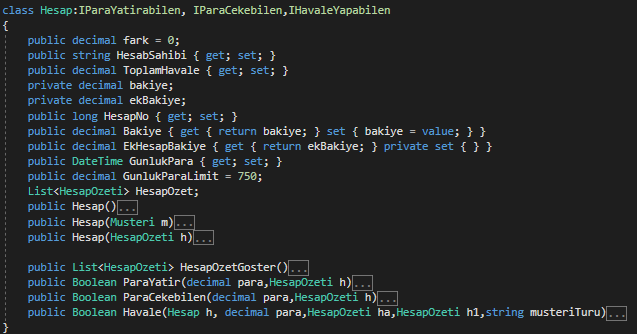 class Hesap:IParaYatirabilen, IParaCekebilen,IHavaleYapabilen
{
public decimal fark = 0;
public string HesabSahibi { get; set; }
public decimal ToplamHavale { get; set; }
private decimal bakiye;
private decimal ekBakiye;
public long HesapNo { get; set; }
public decimal Bakiye { get { return bakiye; } set { bakiye = value; } }
public decimal EkHesapBakiye { get { return ekBakiye; } private set { } }
public DateTime GunlukPara { get; set; }
public decimal GunlukParaLimit = 750;
List<HesapOzeti> HesapOzet;
public Hesap()...
public Hesap(Musteri m)...
public Hesap(HesapOzeti h)...
public List<HesapOzeti> HesapOzetGoster()...
public Boolean ParaYatir(decimal para,HesapOzeti h)...
public Boolean ParaCekebilen(decimal para,HesapOzeti h)...
public Boolean Havale(Hesap h, decimal para,HesapOzeti ha,HesapOzeti h1,string musteriTuru)...
}